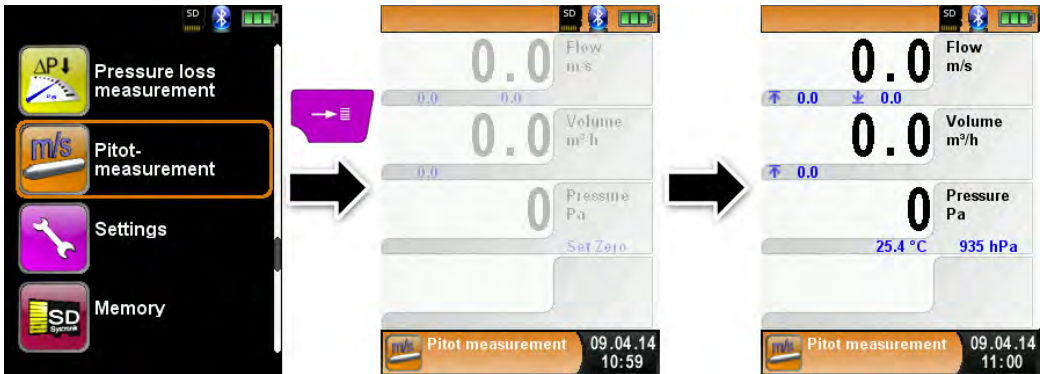 SD
ΔP
Pressure loss
measurement
m/s
Pitot-
measurement
Settings
SD
Systronik
Memory
SD
0.0
Flow
m/s
0.0 0.0
0.0
Volume
m³/h
0.0
0
Pressure
Pa
Set Zero
m/s
Pitot measurement
09.04.14
10:59
SD
0.0
Flow
m/s
0.0 0.0
0.0
Volume
m³/h
0.0
0
Pressure
Pa
25.4 °C 935 hPa
m/s
Pitot measurement
09.04.14
11:00